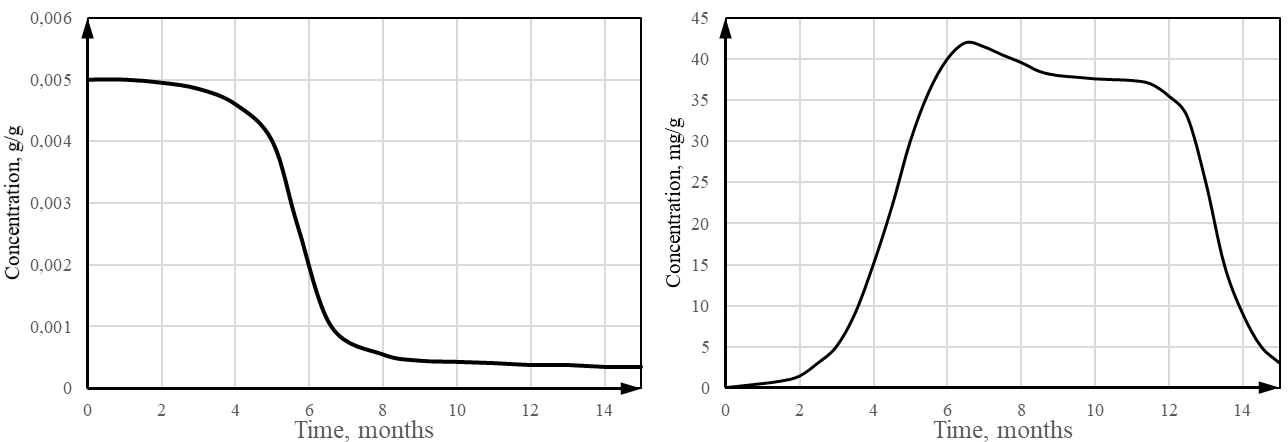 0,006
0,005
0,004
0,003
0,002
0,001
0
Concentration, g/g
0 2 4 6 8 10 12 14
Time, months
45
40
35
30
25
20
15
10
5
0
Concentration, mg/g
0 2 4 6 8 10 12 14
Time, months